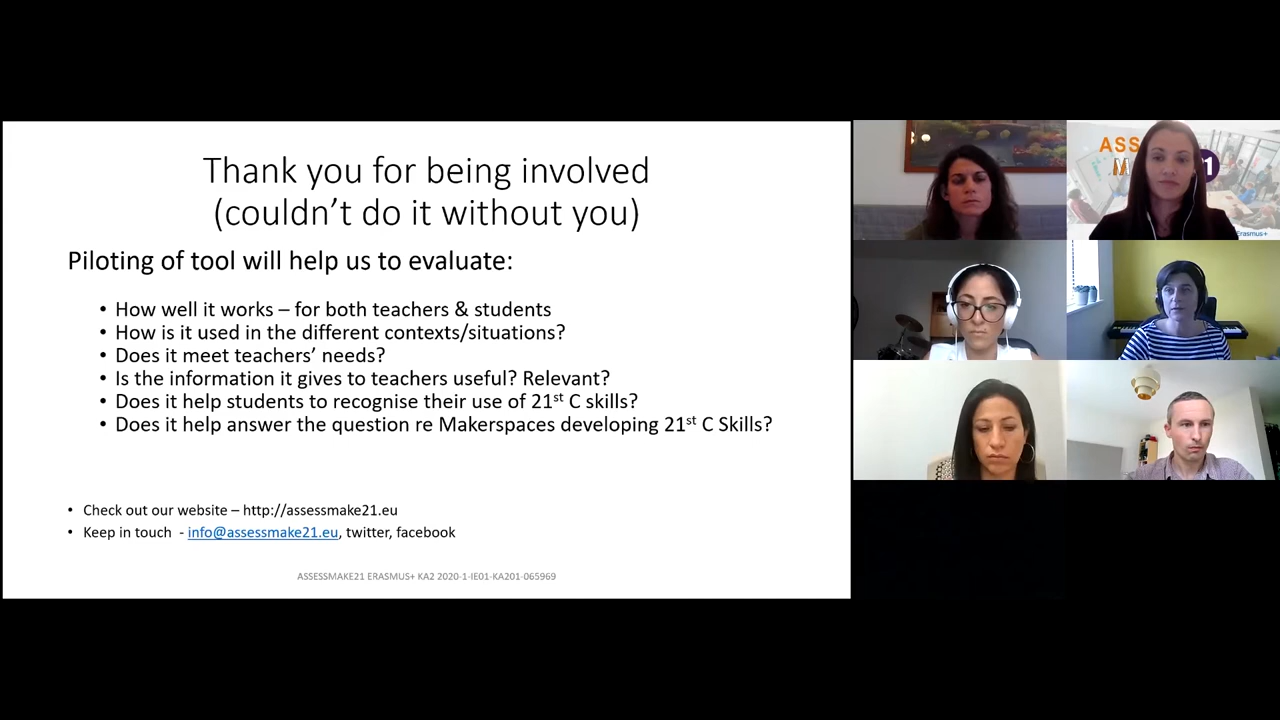 Thank you for being involved
(couldn’t do it without you)
Piloting of tool will help us to evaluate:
• How well it works – for both teachers & students
• How is it used in the different contexts/situations?
• Does it meet teachers’ needs?
• Is the information it gives to teachers useful? Relevant?
• Does it help students to recognise their use of 21st C skills?
• Does it help answer the question re Makerspaces developing 21st C Skills?
• Check out our website – http://assessmake21.eu
• Keep in touch - info@assessmake21.eu, twitter, facebook
ASSESSMAKE21 ERASMUS+ KA2 2020-1-IE01-KA201-065969
ASS
M 21
Erasmus+